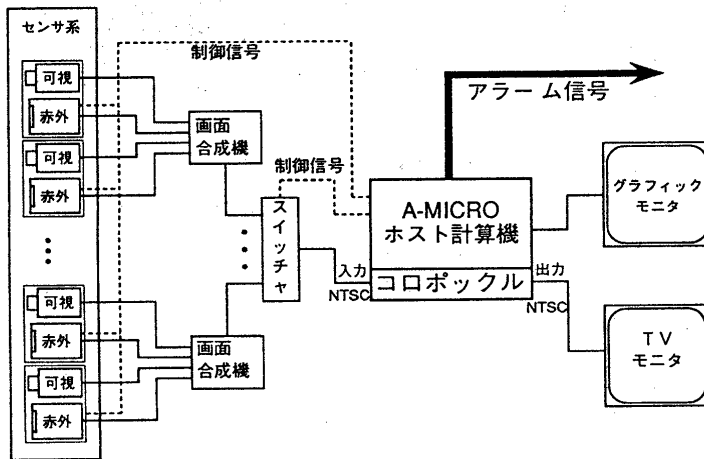 センサ系
可視
赤外
可視
赤外
可視
赤外
可視
赤外
制御信号
画面
合成機
制御信号
スイッチャ
画面
合成機
アラーム信号
A-MICRO
ホスト計算機
コロポックル
入力
NTSC
出力
NTSC
グラフィック
モニタ
TV
モニタ